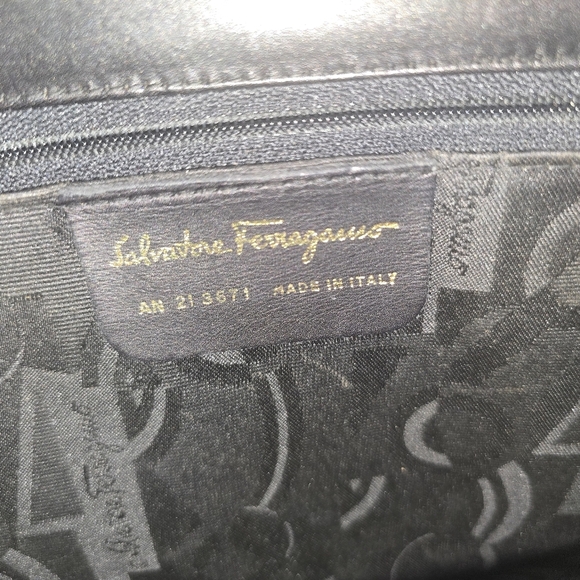 Salvatore Ferragamo
AN 21 3671 MADE IN ITALY